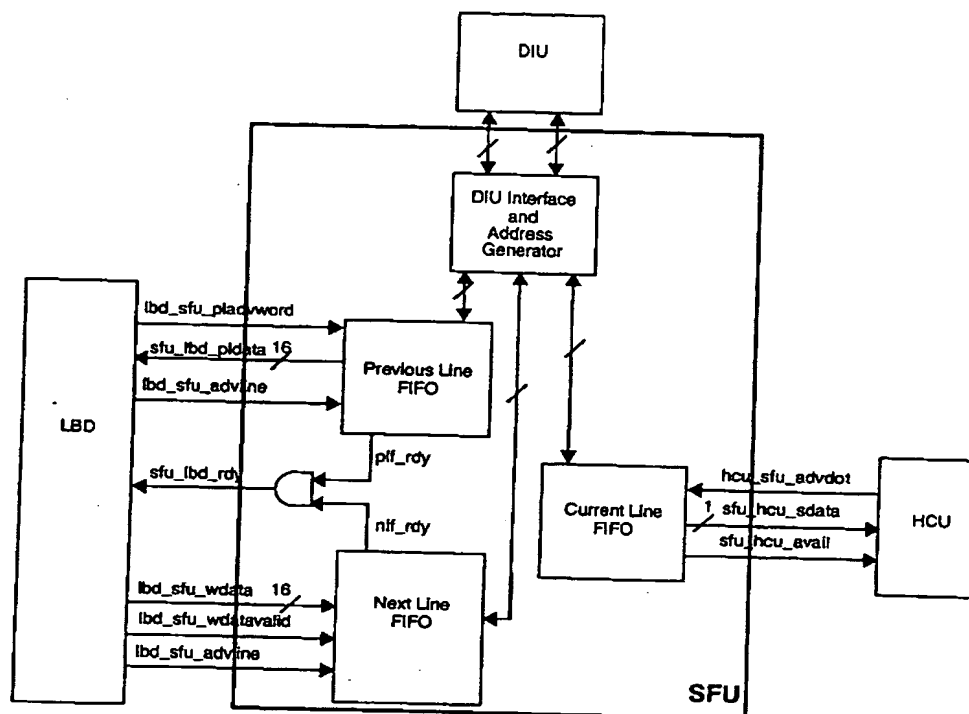 DIU
DIU Interface
and
Address
Generator
lbd_sfu_pladvword
sfu_lbd_pldata
16
lbd_sfu_advline
Previous Line
FIFO
LBD
plf_rdy
sfu_lbd_rdy
nlf_rdy
hcu_sfu_advdot
1
sfu_hcu_sdata
sfu_hcu_avail
Current Line
FIFO
HCU
lbd_sfu_wdata
16
lbd_sfu_wdatavalid
lbd_sfu_advline
Next Line
FIFO
SFU